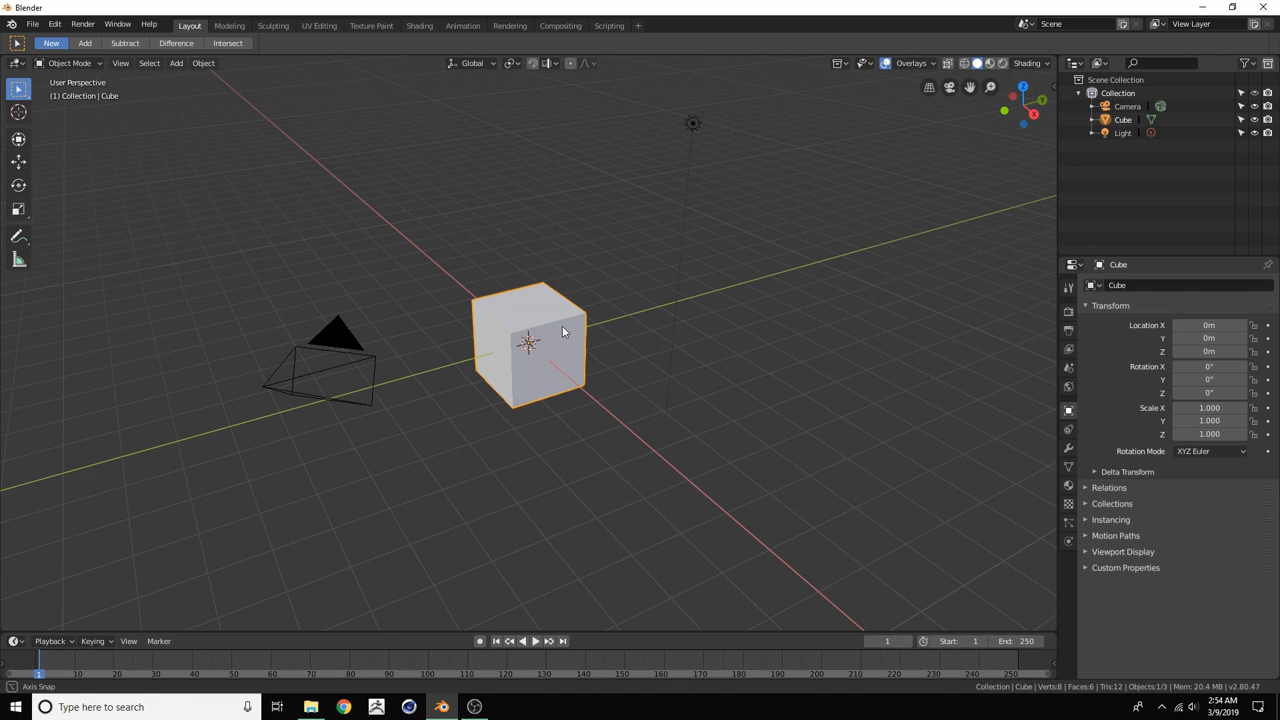 Blender
File Edit Render Window Help Layout Modeling Sculpting UV Editing Texture Paint Shading Animation Rendering Compositing Scripting Scene View Layer
New Add Subtract Difference Intersect
Object Mode View Select Add Object Global Overlays Shading
User Perspective
(1) Collection | Cube
Z
Y
X
Scene Collection
Collection
Camera
Cube
Light
Cube
Cube
Transform
Location X 0m
Y 0m
Z 0m
Rotation X 0°
Y 0°
Z 0°
Scale X 1.000
Y 1.000
Z 1.000
Rotation Mode XYZ Euler
Delta Transform
Relations
Collections
Instancing
Motion Paths
Viewport Display
Custom Properties
Playback Keying View Marker 1 Start: 1 End: 250
1 10 20 30 40 50 60 70 80 90 100 110 120 130 140 150 160 170 180 190 200 210 220 230 240 250
Axis Snap Collection | Cube | Verts:8 | Faces:6 | Tris:12 | Objects:1/3 | Mem: 20.4 MB | v2.80.47
Type here to search
2:54 AM
3/9/2019